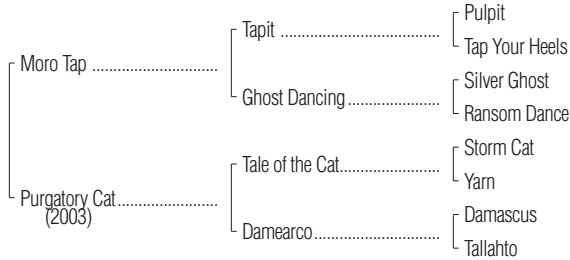 Pulpit
Tapit ........................................
Tap Your Heels
Moro Tap ................................
Silver Ghost
Ghost Dancing .......................
Ransom Dance
Storm Cat
Tale of the Cat.........................
Yarn
Purgatory Cat .........................
(2003)
Damascus
Damearco ................................
Tallahto